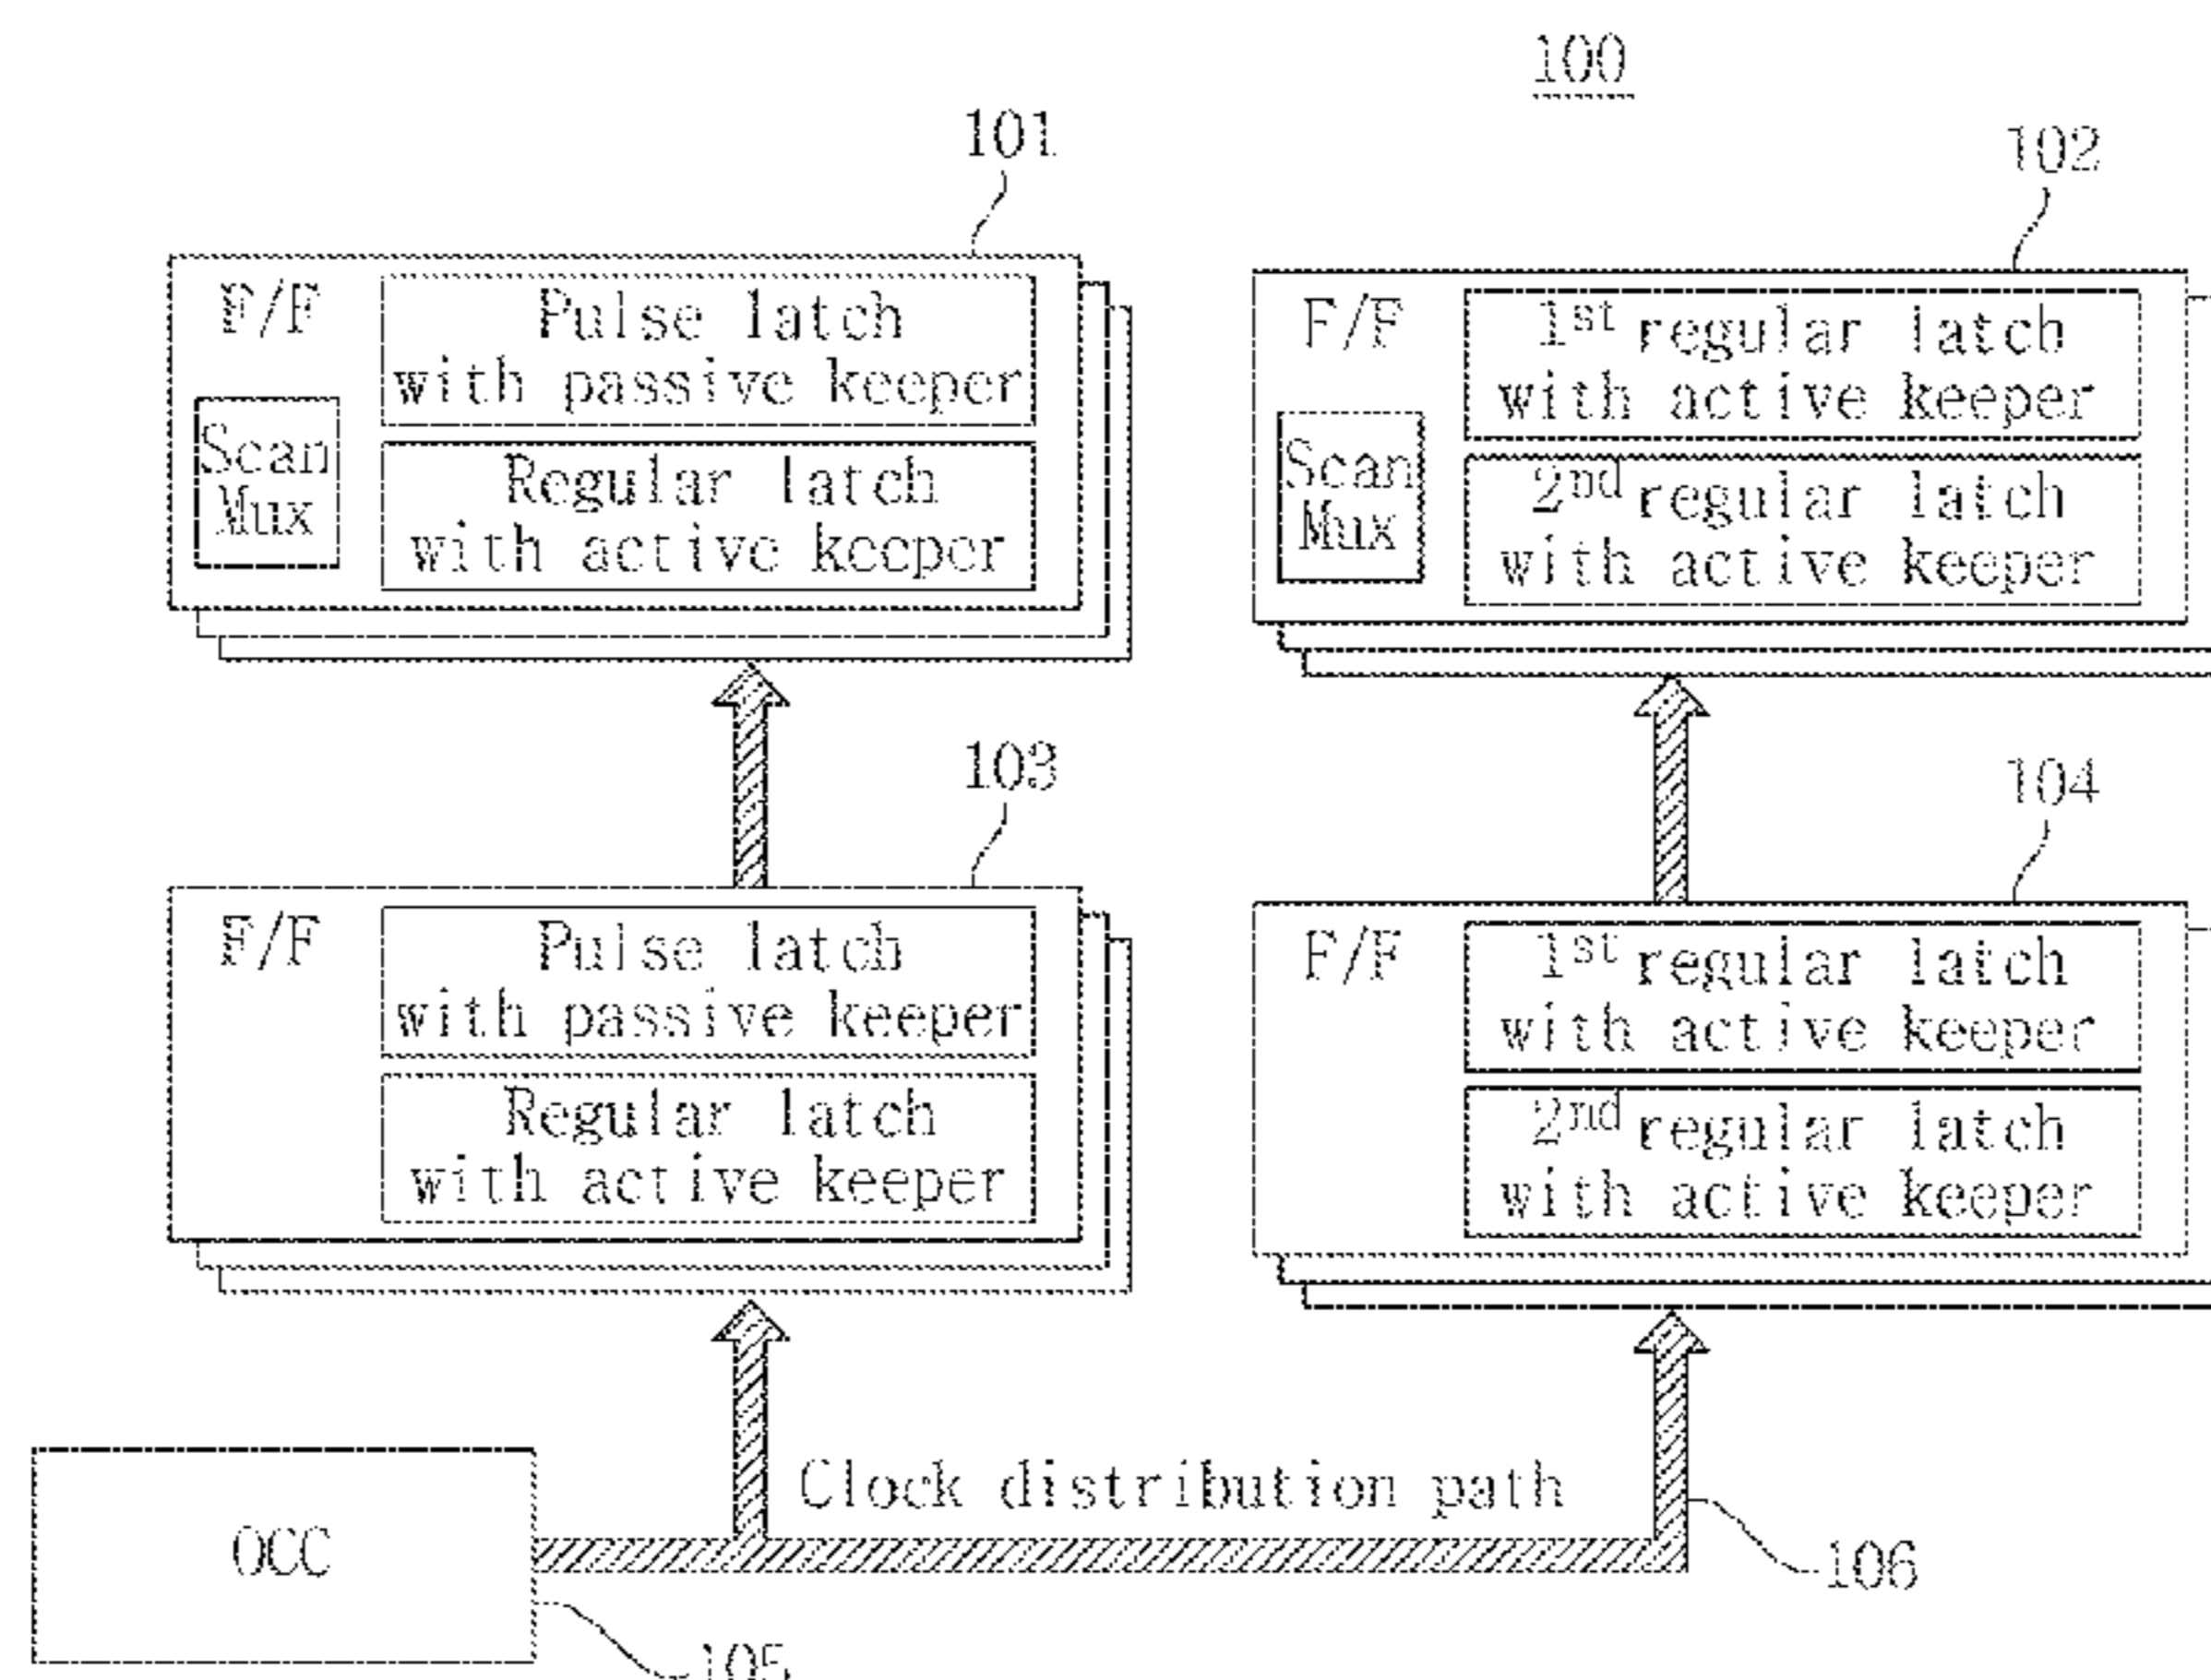 100
101
102
F/F
Pulse latch
with passive keeper
Scan
Mux
Regular latch
with active keeper
F/F
1st regular latch
with active keeper
Scan
Mux
2nd regular latch
with active keeper
103
104
F/F
Pulse latch
with passive keeper
Regular latch
with active keeper
F/F
1st regular latch
with active keeper
2nd regular latch
with active keeper
Clock distribution path
OCC
106
105